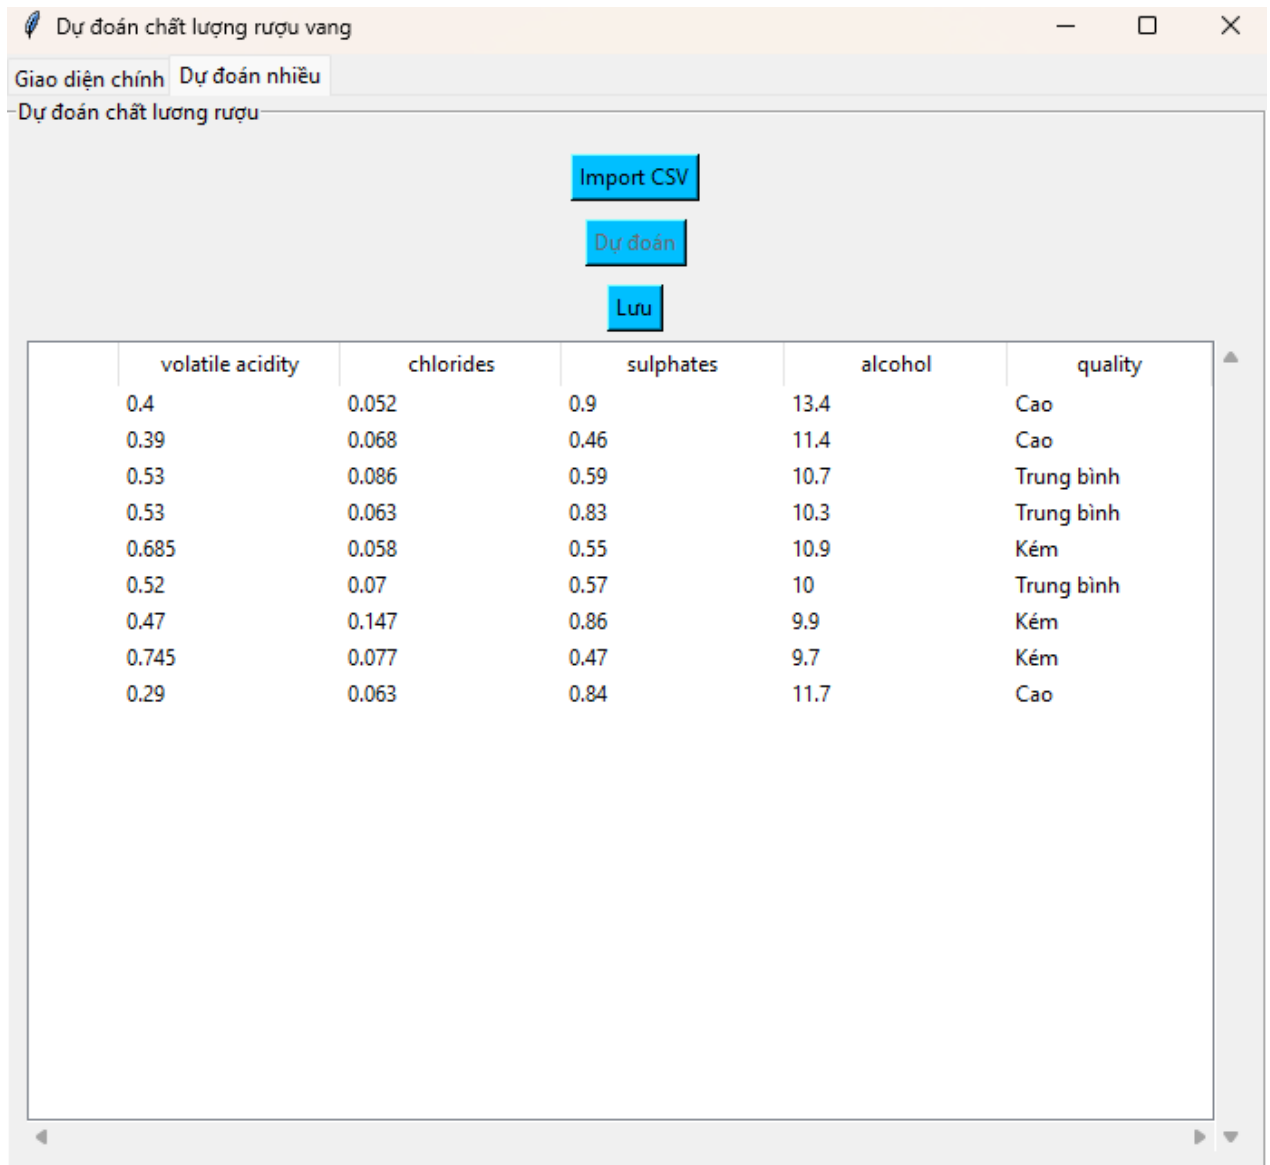 Dự đoán chất lượng rượu vang
Giao diện chính Dự đoán nhiều
Dự đoán chất lương rượu
Import CSV
Dự đoán
Lưu
volatile acidity chlorides sulphates alcohol quality
0.4 0.052 0.9 13.4 Cao
0.39 0.068 0.46 11.4 Cao
0.53 0.086 0.59 10.7 Trung bình
0.53 0.063 0.83 10.3 Trung bình
0.685 0.058 0.55 10.9 Kém
0.52 0.07 0.57 10 Trung bình
0.47 0.147 0.86 9.9 Kém
0.745 0.077 0.47 9.7 Kém
0.29 0.063 0.84 11.7 Cao